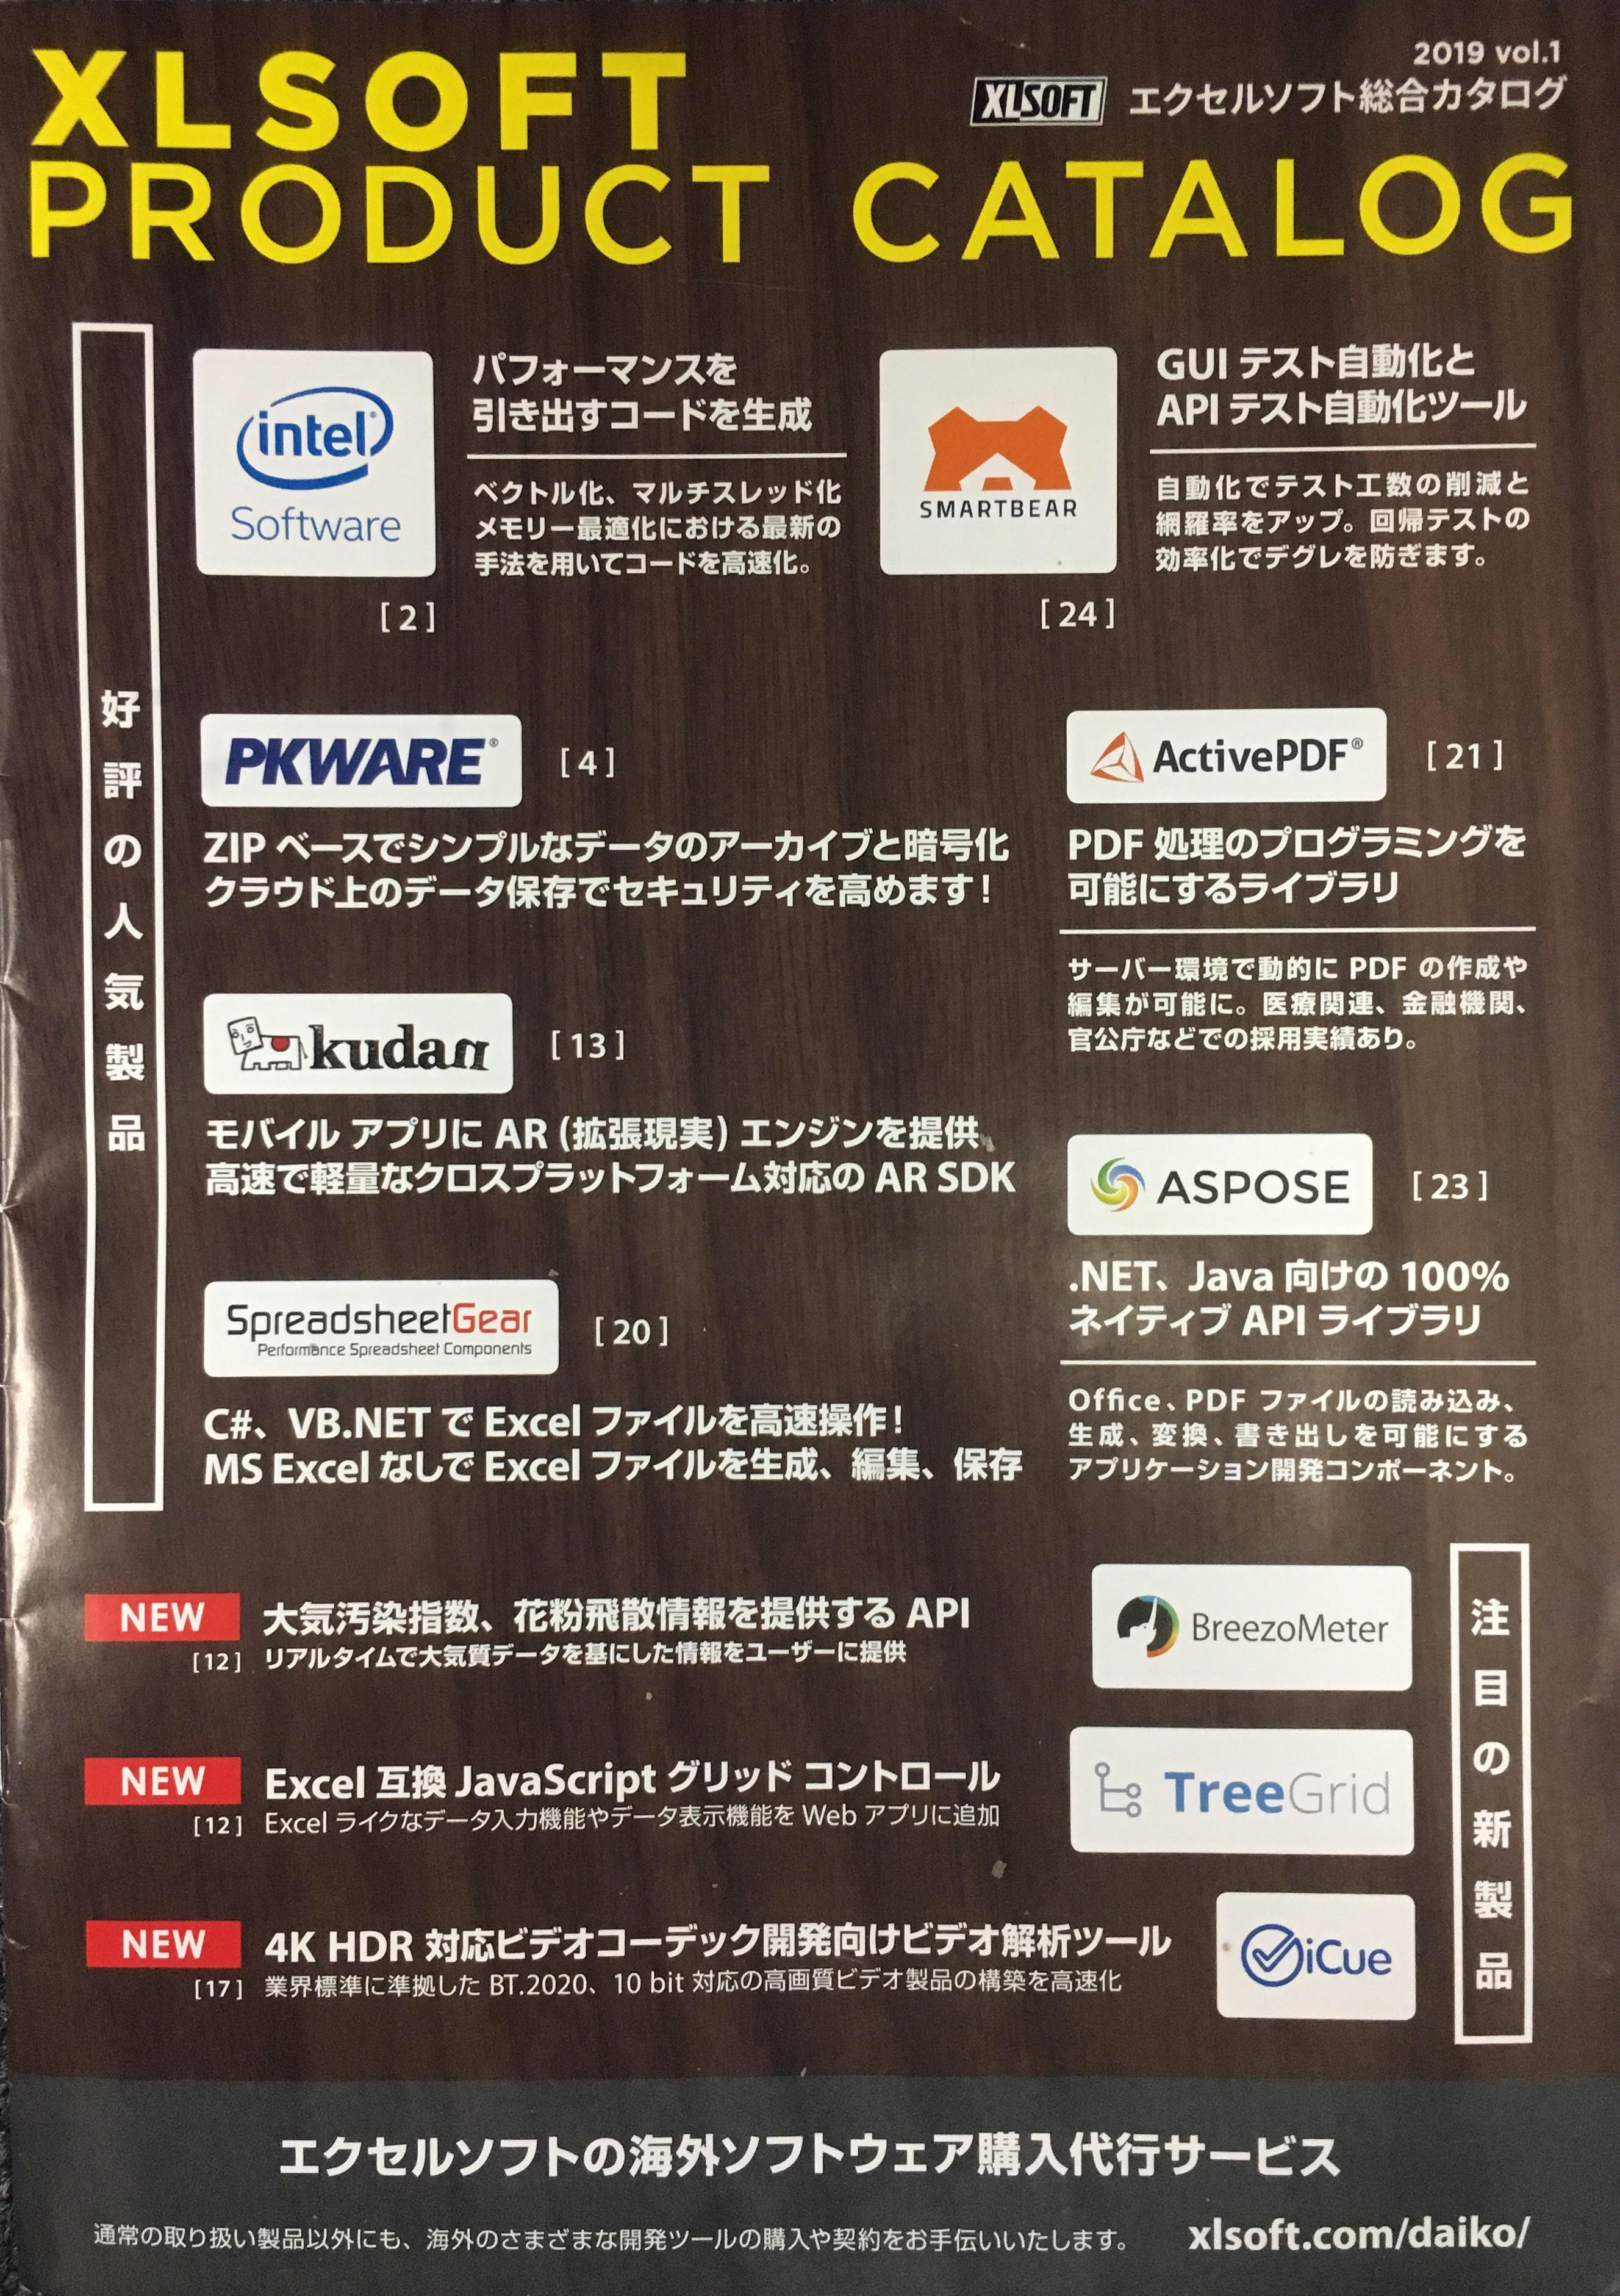 XLSOFT
PRODUCT CATALOG
2019 vol.1
XLSOFT エクセルソフト総合カタログ
好評の人気製品
intel®
Software
[ 2 ]
パフォーマンスを
引き出すコードを生成
ベクトル化、マルチスレッド化
メモリー最適化における最新の
手法を用いてコードを高速化。
SMARTBEAR
[ 24 ]
GUI テスト自動化と
API テスト自動化ツール
自動化でテスト工数の削減と
網羅率をアップ。回帰テストの
効率化でデグレを防ぎます。
PKWARE® [ 4 ]
ZIP ベースでシンプルなデータのアーカイブと暗号化
クラウド上のデータ保存でセキュリティを高めます！
ActivePDF® [ 21 ]
PDF 処理のプログラミングを
可能にするライブラリ
サーバー環境で動的に PDF の作成や
編集が可能に。医療関連、金融機関、
官公庁などでの採用実績あり。
kudan [ 13 ]
モバイル アプリに AR (拡張現実) エンジンを提供、
高速で軽量なクロスプラットフォーム対応の AR SDK
ASPOSE [ 23 ]
.NET、Java 向けの 100%
ネイティブ API ライブラリ
Office、PDF ファイルの読み込み、
生成、変換、書き出しを可能にする
アプリケーション開発コンポーネント。
SpreadsheetGear
Performance Spreadsheet Components
[ 20 ]
C#、VB.NET で Excel ファイルを高速操作！
MS Excel なしで Excel ファイルを生成、編集、保存
注目の新製品
NEW 大気汚染指数、花粉飛散情報を提供する API
[ 12 ] リアルタイムで大気質データを基にした情報をユーザーに提供
BreezoMeter
NEW Excel 互換 JavaScript グリッド コントロール
[ 12 ] Excel ライクなデータ入力機能やデータ表示機能を Web アプリに追加
TreeGrid
NEW 4K HDR 対応ビデオコーデック開発向けビデオ解析ツール
[ 17 ] 業界標準に準拠した BT.2020、10 bit 対応の高画質ビデオ製品の構築を高速化
ViCue
エクセルソフトの海外ソフトウェア購入代行サービス
通常の取り扱い製品以外にも、海外のさまざまな開発ツールの購入や契約をお手伝いいたします。 xlsoft.com/daiko/